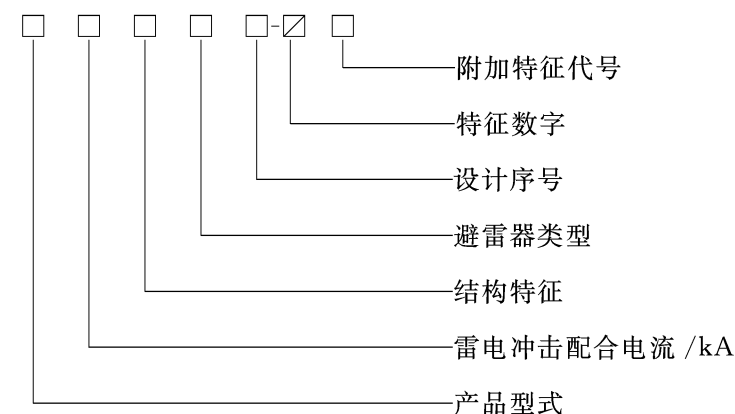 附加特征代号
特征数字
设计序号
避雷器类型
结构特征
雷电冲击配合电流 /kA
产品型式